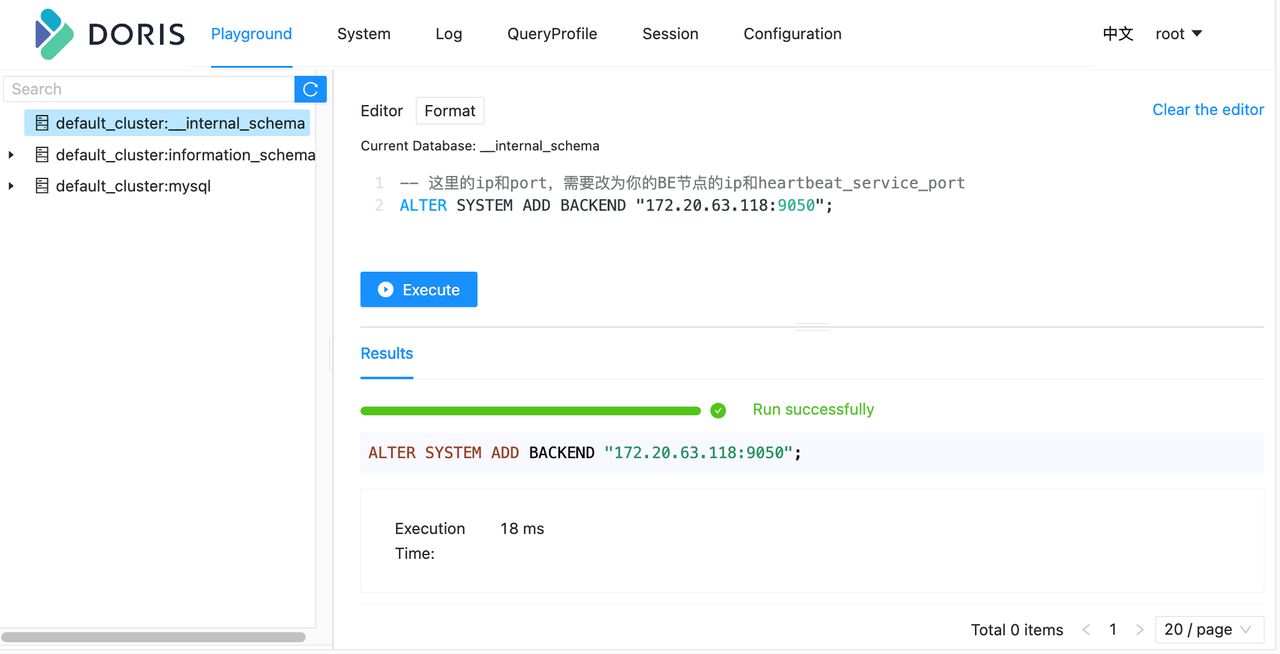 DORIS
Playground System Log QueryProfile Session Configuration 中文 root
Search
default_cluster:__internal_schema
default_cluster:information_schema
default_cluster:mysql
Editor Format Clear the editor
Current Database: __internal_schema
1 -- 这里的ip和port，需要改为你的BE节点的ip和heartbeat_service_port
2 ALTER SYSTEM ADD BACKEND "172.20.63.118:9050";
Execute
Results
Run successfully
ALTER SYSTEM ADD BACKEND "172.20.63.118:9050";
Execution 18 ms
Time:
Total 0 items < 1 > 20 / page